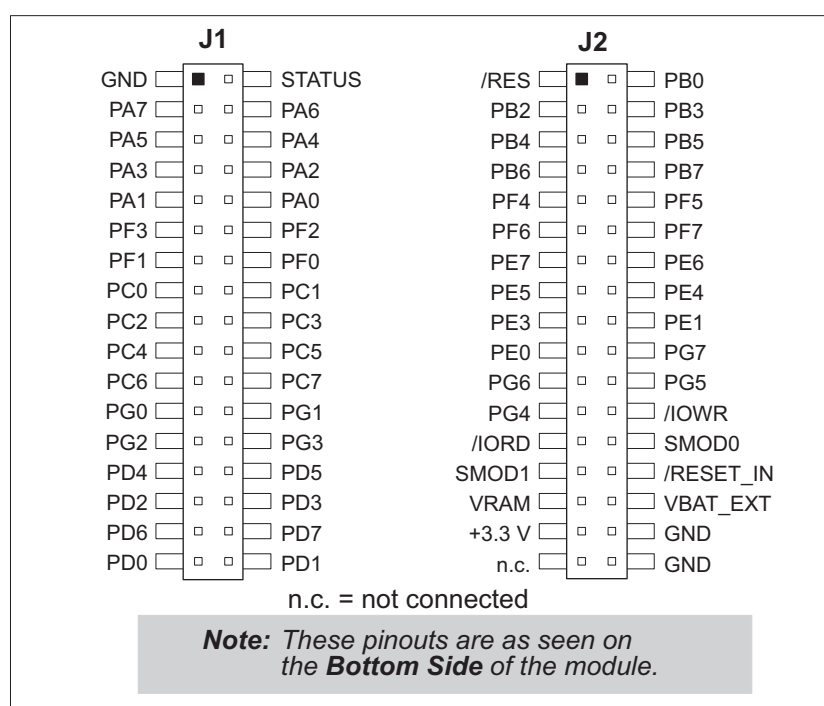 J1 J2
GND STATUS /RES PB0
PA7 PA6 PB2 PB3
PA5 PA4 PB4 PB5
PA3 PA2 PB6 PB7
PA1 PA0 PF4 PF5
PF3 PF2 PF6 PF7
PF1 PF0 PE7 PE6
PC0 PC1 PE5 PE4
PC2 PC3 PE3 PE1
PC4 PC5 PE0 PG7
PC6 PC7 PG6 PG5
PG0 PG1 PG4 /IOWR
PG2 PG3 /IORD SMOD0
PD4 PD5 SMOD1 /RESET_IN
PD2 PD3 VRAM VBAT_EXT
PD6 PD7 +3.3 V GND
PD0 PD1 n.c. GND
n.c. = not connected
Note: These pinouts are as seen on
the Bottom Side of the module.